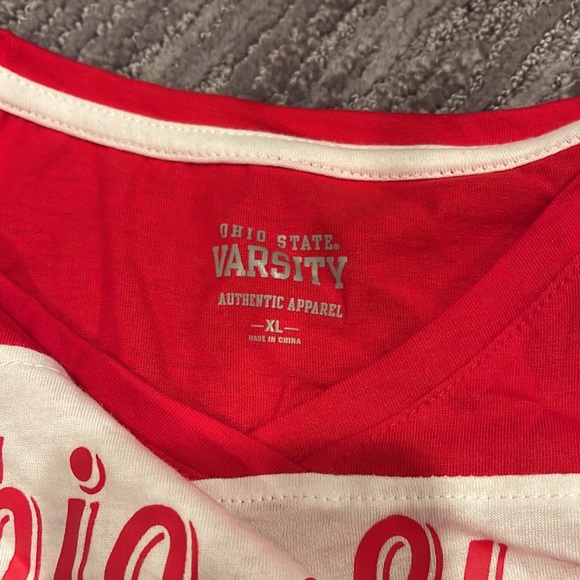 OHIO STATE®
VARSITY
AUTHENTIC APPAREL
—XL—
MADE IN CHINA